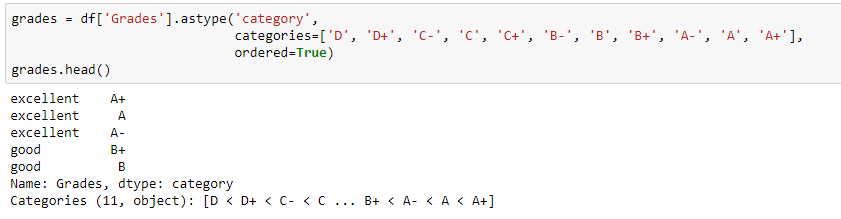 grades = df['Grades'].astype('category',
                             categories=['D', 'D+', 'C-', 'C', 'C+', 'B-', 'B', 'B+', 'A-', 'A', 'A+'],
                             ordered=True)
grades.head()
excellent    A+
excellent     A
excellent    A-
good         B+
good          B
Name: Grades, dtype: category
Categories (11, object): [D < D+ < C- < C ... B+ < A- < A < A+]